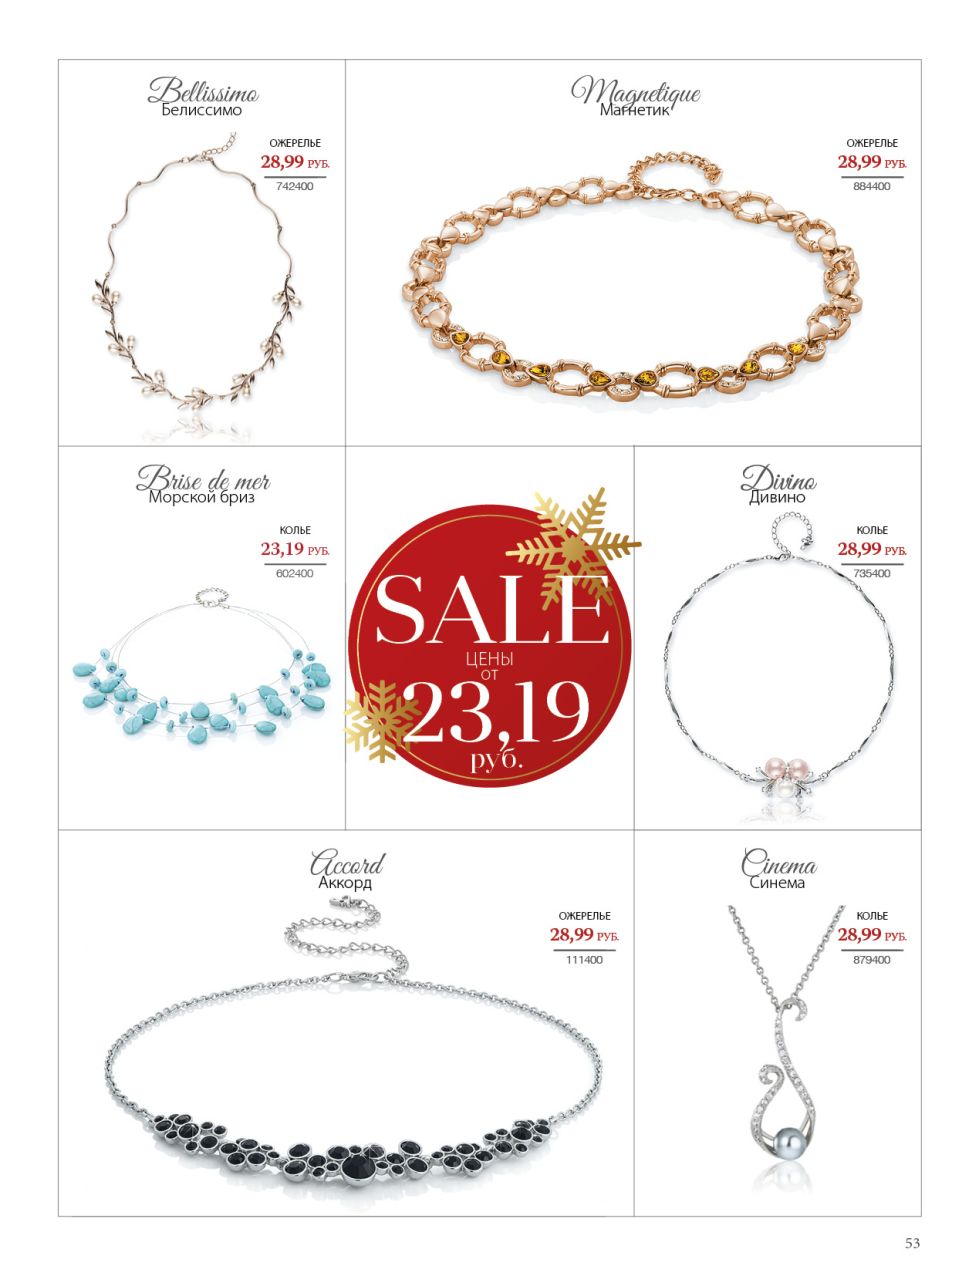 Bellissimo
Белиссимо
ОЖЕРЕЛЬЕ
28,99 РУБ.
742400
Magnetique
Магнетик
ОЖЕРЕЛЬЕ
28,99 РУБ.
884400
Brise de mer
Морской бриз
КОЛЬЕ
23,19 РУБ.
602400
SALE
ЦЕНЫ
ОТ
23,19
руб.
Divino
Дивино
КОЛЬЕ
28,99 РУБ.
735400
Accord
Аккорд
ОЖЕРЕЛЬЕ
28,99 РУБ.
111400
Cinema
Синема
КОЛЬЕ
28,99 РУБ.
879400
53